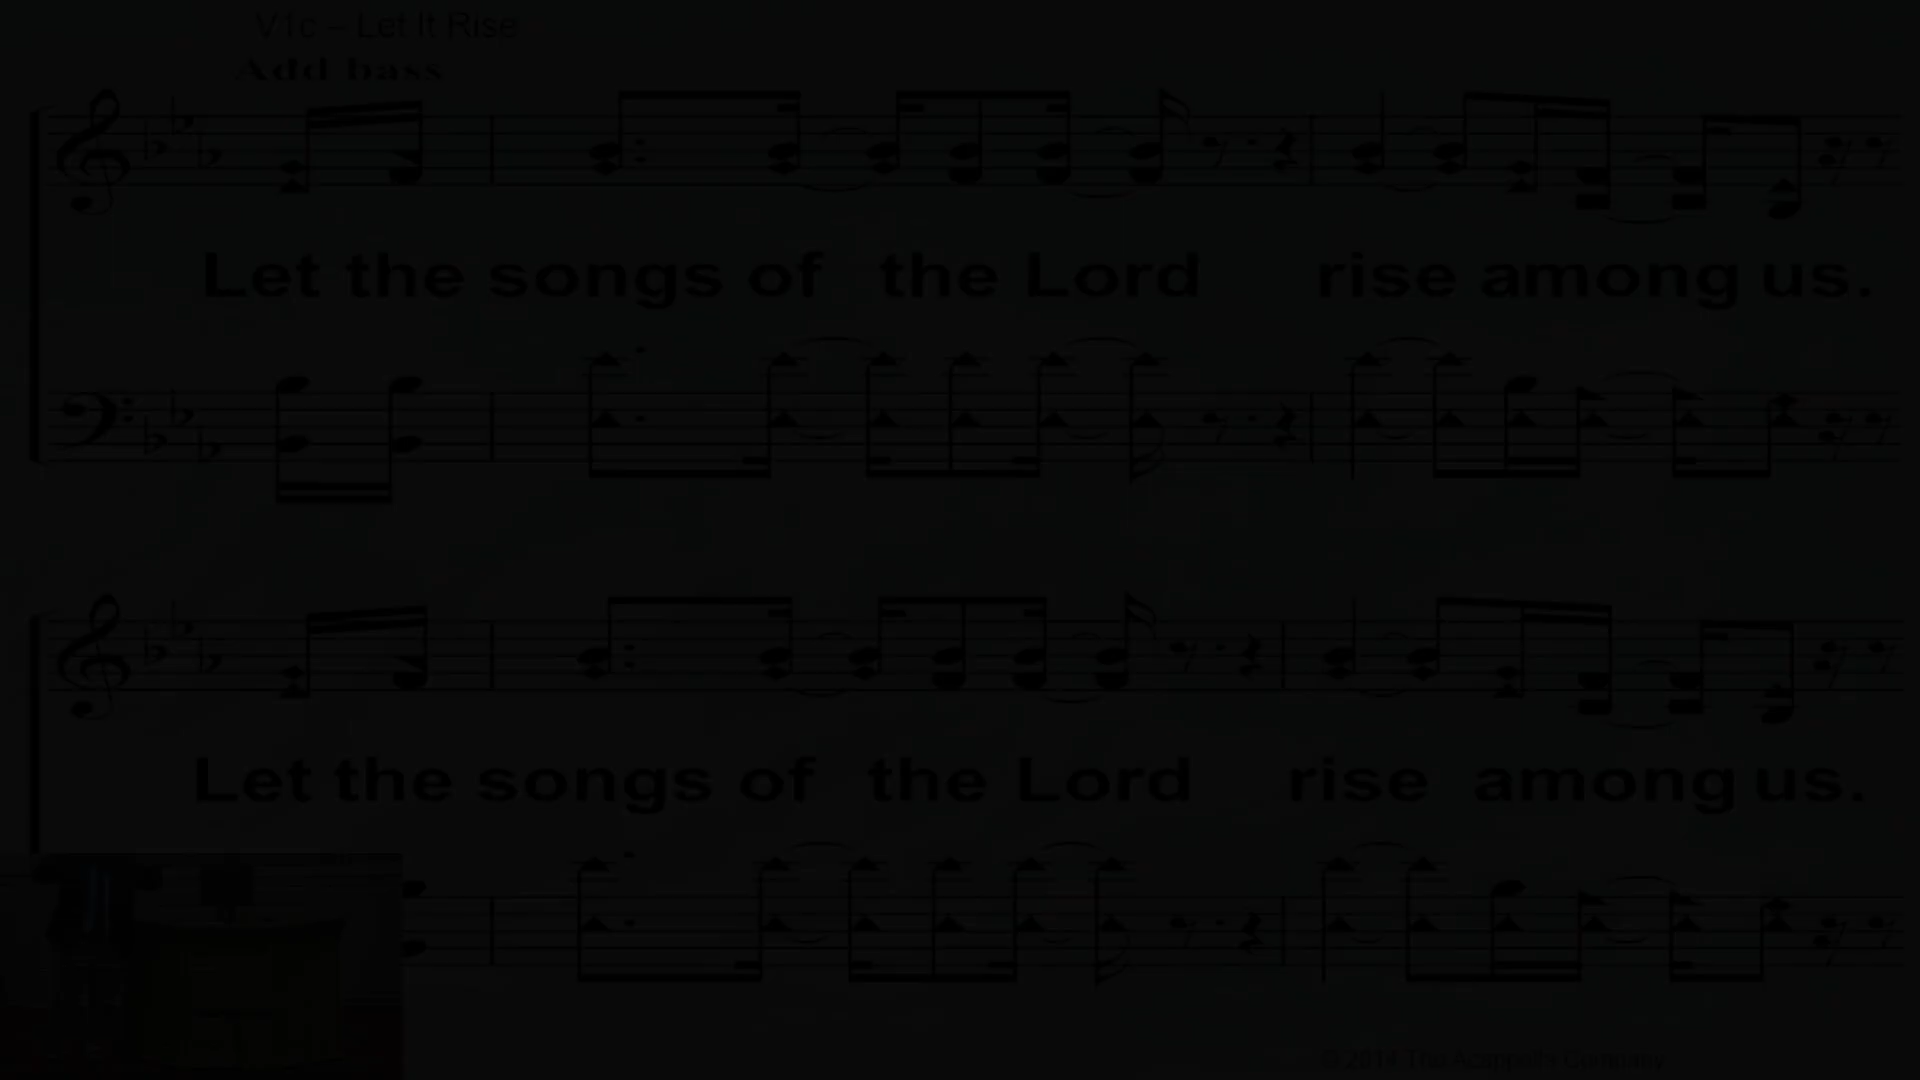 V1c – Let It Rise
Add bass
Let the songs of the Lord rise among us.
Let the songs of the Lord rise among us.
© 2014 The Acappella Company